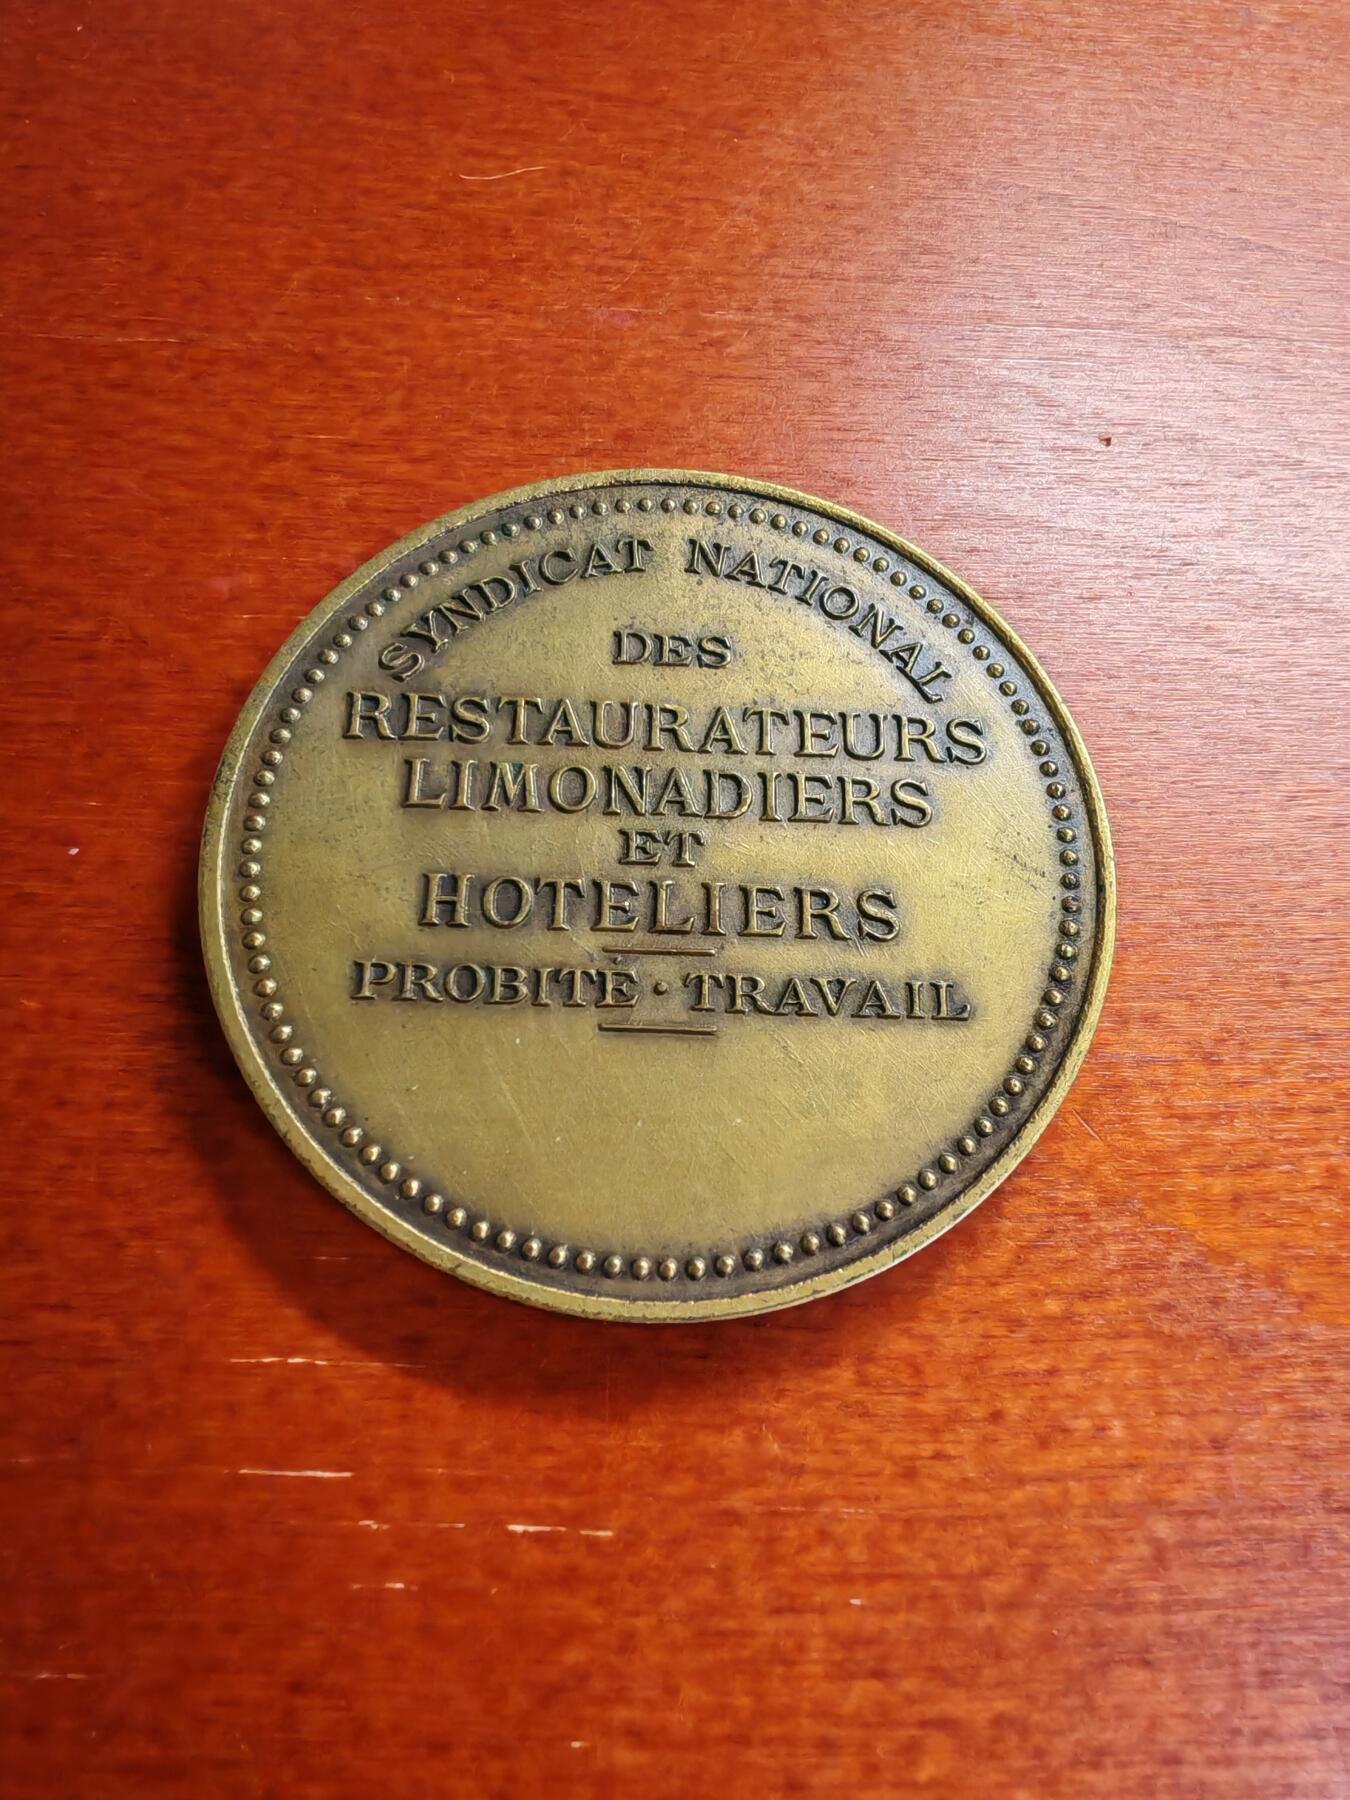 SYNDICAT NATIONAL
DES
RESTAURATEURS
LIMONADIERS
ET
HOTELIERS
PROBITÉ · TRAVAIL